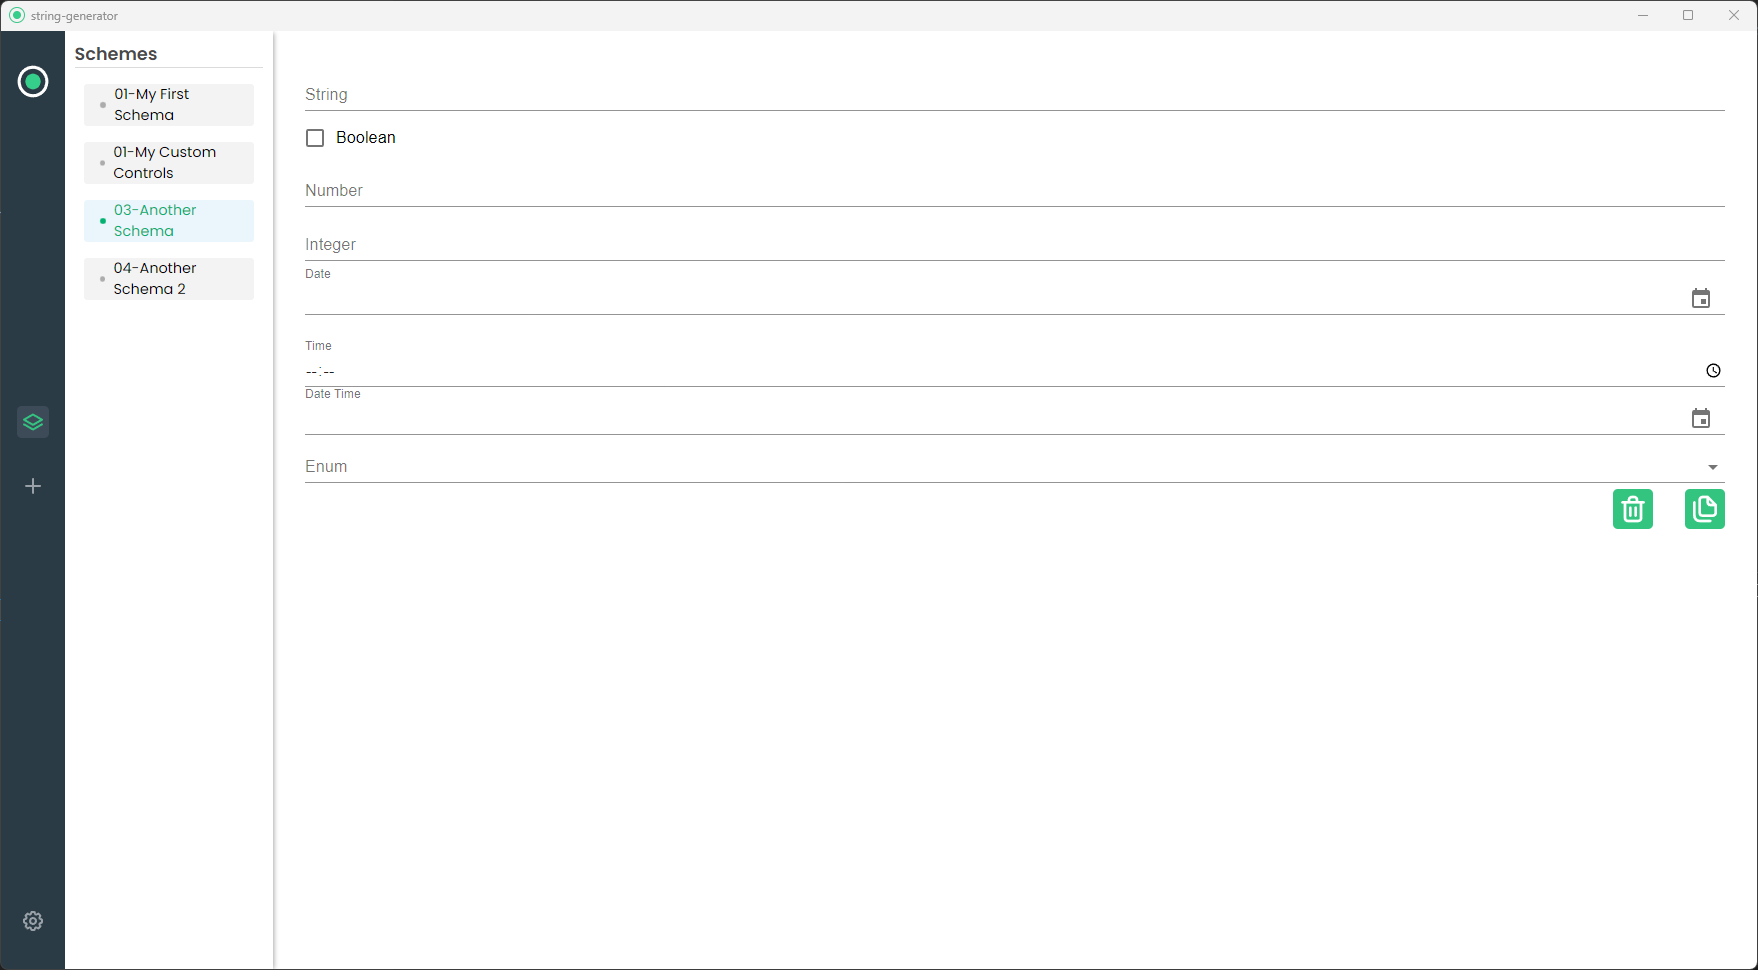 string-generator
Schemes
01-My First
Schema
01-My Custom
Controls
03-Another
Schema
04-Another
Schema 2
String
Boolean
Number
Integer
Date
Time
--:--
Date Time
Enum